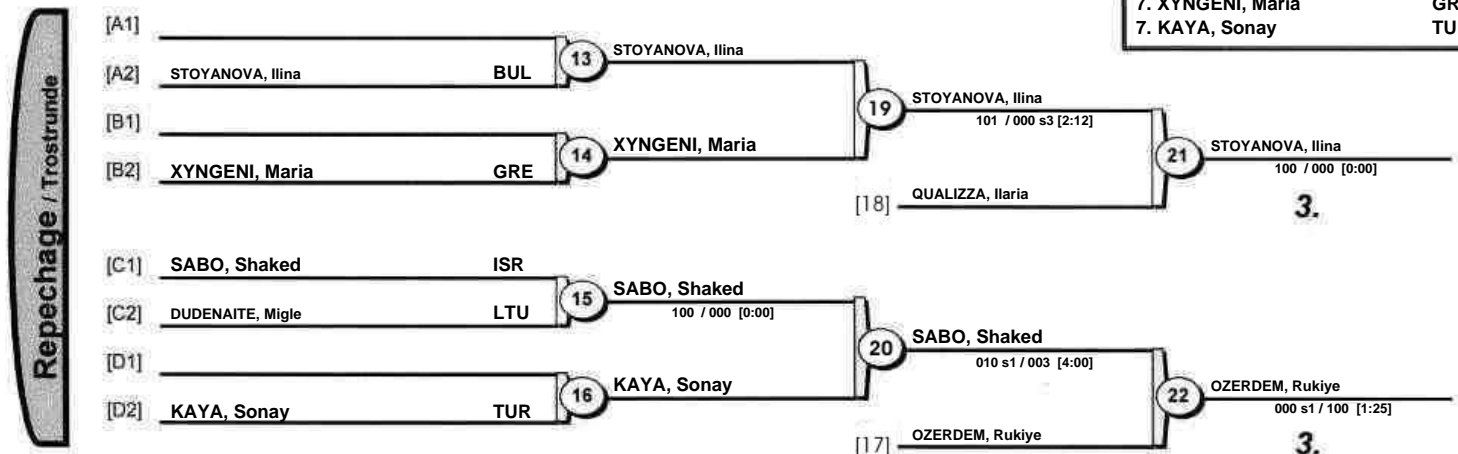 7. XYNGENI, Maria GR
7. KAYA, Sonay TU
Repechage / Trostrunde
[A1]
[A2] STOYANOVA, Ilina BUL
13 STOYANOVA, Ilina
[B1]
[B2] XYNGENI, Maria GRE
14 XYNGENI, Maria
19 STOYANOVA, Ilina
101 / 000 s3 [2:12]
[18] QUALIZZA, Ilaria
21 STOYANOVA, Ilina
100 / 000 [0:00]
3.
[C1] SABO, Shaked ISR
[C2] DUDENAITE, Migle LTU
15 SABO, Shaked
100 / 000 [0:00]
[D1]
[D2] KAYA, Sonay TUR
16 KAYA, Sonay
20 SABO, Shaked
010 s1 / 003 [4:00]
[17] OZERDEM, Rukiye
22 OZERDEM, Rukiye
000 s1 / 100 [1:25]
3.